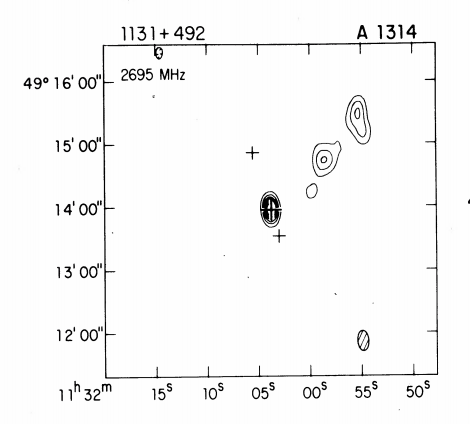 1131+492 A 1314
2695 MHz
49° 16' 00"
15' 00"
14' 00"
13' 00"
12' 00"
11h 32m 15s 10s 05s 00s 55s 50s